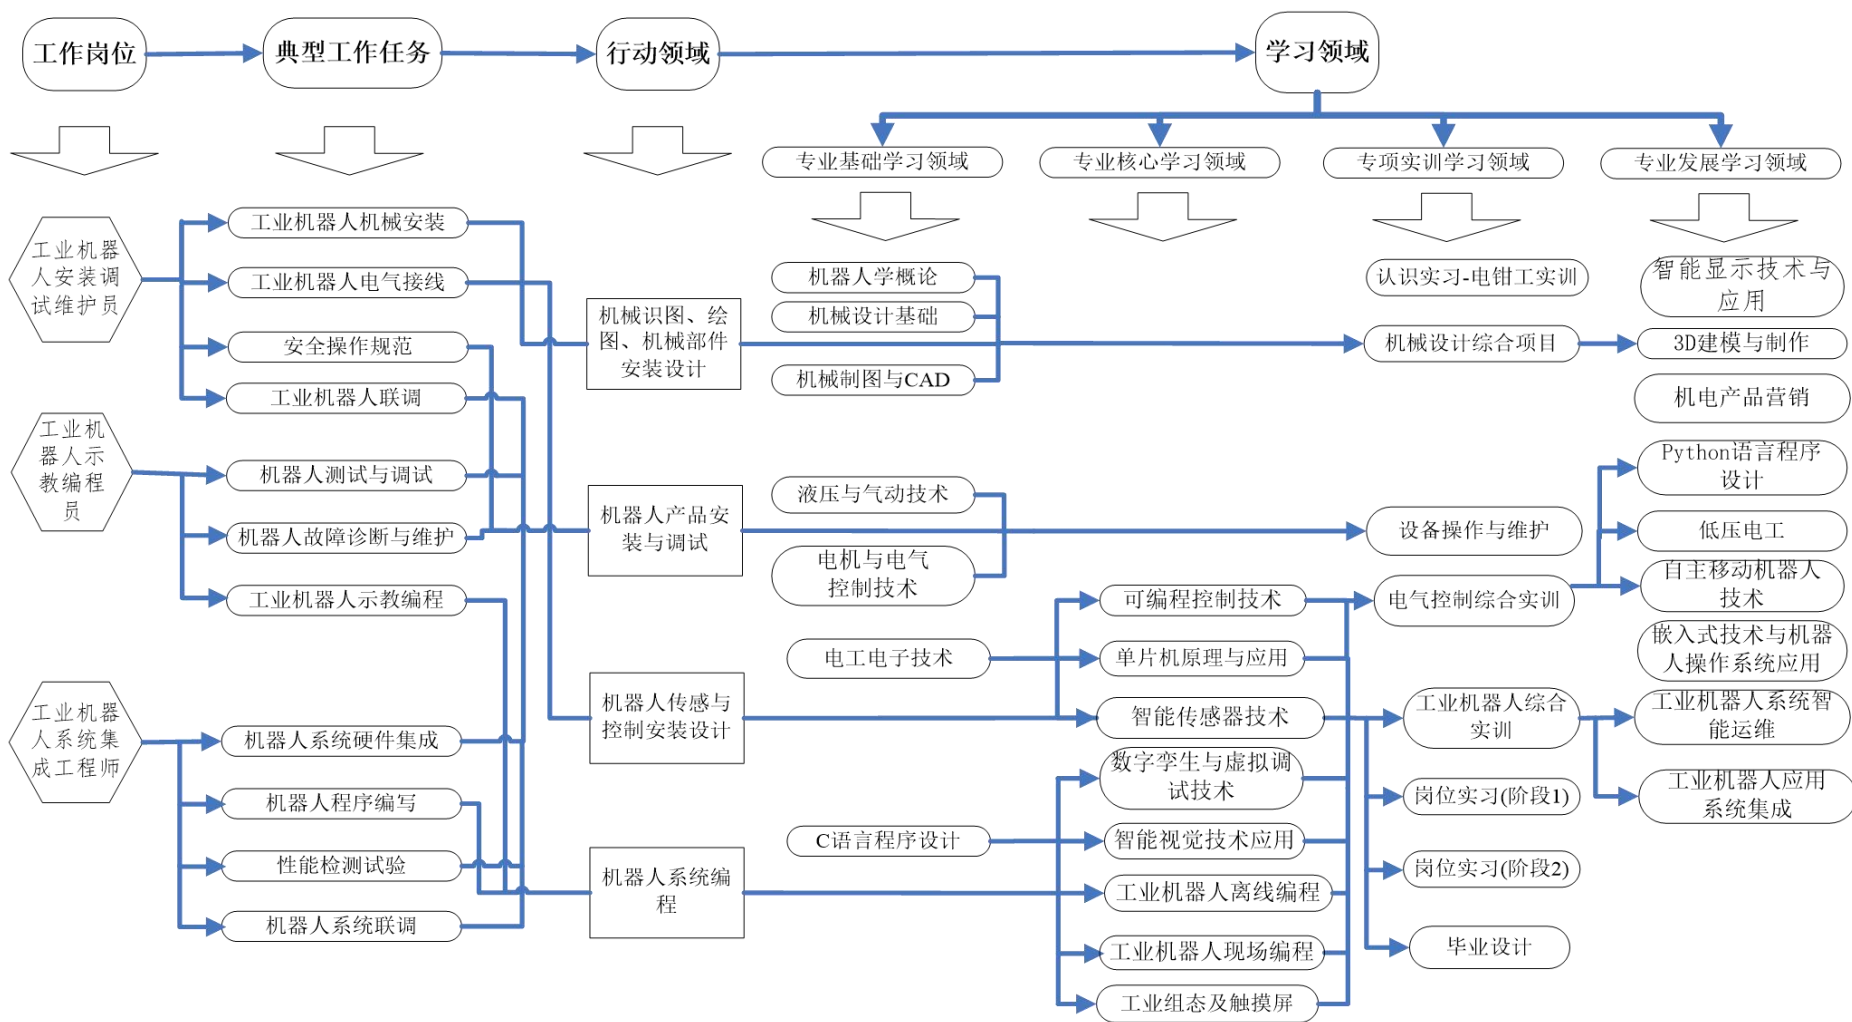 工作岗位
典型工作任务
行动领域
学习领域
专业基础学习领域
专业核心学习领域
专项实训学习领域
专业发展学习领域
工业机器
人安装调
试维护员
工业机
器人示
教编程
员
工业机器
人系统集
成工程师
工业机器人机械安装
工业机器人电气接线
安全操作规范
工业机器人联调
机器人测试与调试
机器人故障诊断与维护
工业机器人示教编程
机器人系统硬件集成
机器人程序编写
性能检测试验
机器人系统联调
机械识图、绘
图、机械部件
安装设计
机器人产品安
装与调试
机器人传感与
控制安装设计
机器人系统编
程
机器人学概论
机械设计基础
机械制图与CAD
液压与气动技术
电机与电气
控制技术
电工电子技术
C语言程序设计
可编程控制技术
单片机原理与应用
智能传感器技术
数字孪生与虚拟调
试技术
智能视觉技术应用
工业机器人离线编程
工业机器人现场编程
工业组态及触摸屏
认识实习-电钳工实训
机械设计综合项目
设备操作与维护
电气控制综合实训
工业机器人综合
实训
岗位实习(阶段1)
岗位实习(阶段2)
毕业设计
智能显示技术与
应用
3D建模与制作
机电产品营销
Python语言程序
设计
低压电工
自主移动机器人
技术
嵌入式技术与机器
人操作系统应用
工业机器人系统智
能运维
工业机器人应用
系统集成